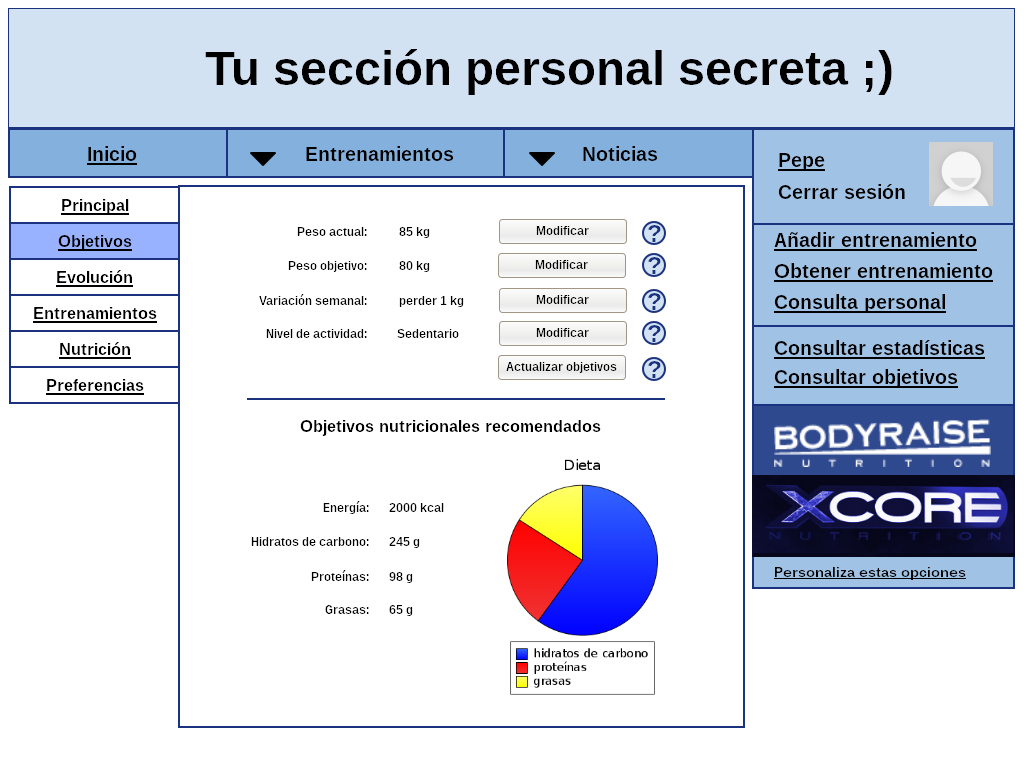 Tu sección personal secreta ;)
Inicio
Entrenamientos
Noticias
Pepe
Cerrar sesión
Principal
Objetivos
Evolución
Entrenamientos
Nutrición
Preferencias
Peso actual: 85 kg Modificar ?
Peso objetivo: 80 kg Modificar ?
Variación semanal: perder 1 kg Modificar ?
Nivel de actividad: Sedentario Modificar ?
Actualizar objetivos ?
Objetivos nutricionales recomendados
Energía: 2000 kcal
Hidratos de carbono: 245 g
Proteínas: 98 g
Grasas: 65 g
Dieta
hidratos de carbono
proteínas
grasas
Añadir entrenamiento
Obtener entrenamiento
Consulta personal
Consultar estadísticas
Consultar objetivos
BODYRAISE
NUTRITION
XCORE
NUTRITION
Personaliza estas opciones